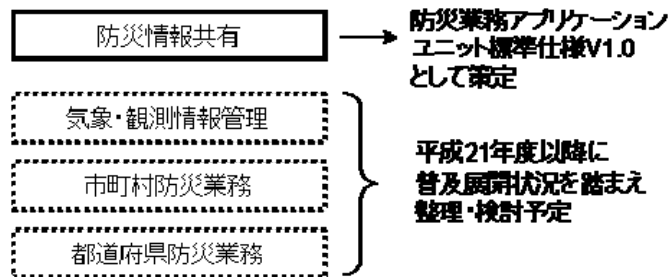 防災情報共有
防災業務アプリケーション
ユニット標準仕様V1.0
として策定
気象・観測情報管理
市町村防災業務
都道府県防災業務
平成21年度以降に
普及展開状況を踏まえ
整理・検討予定